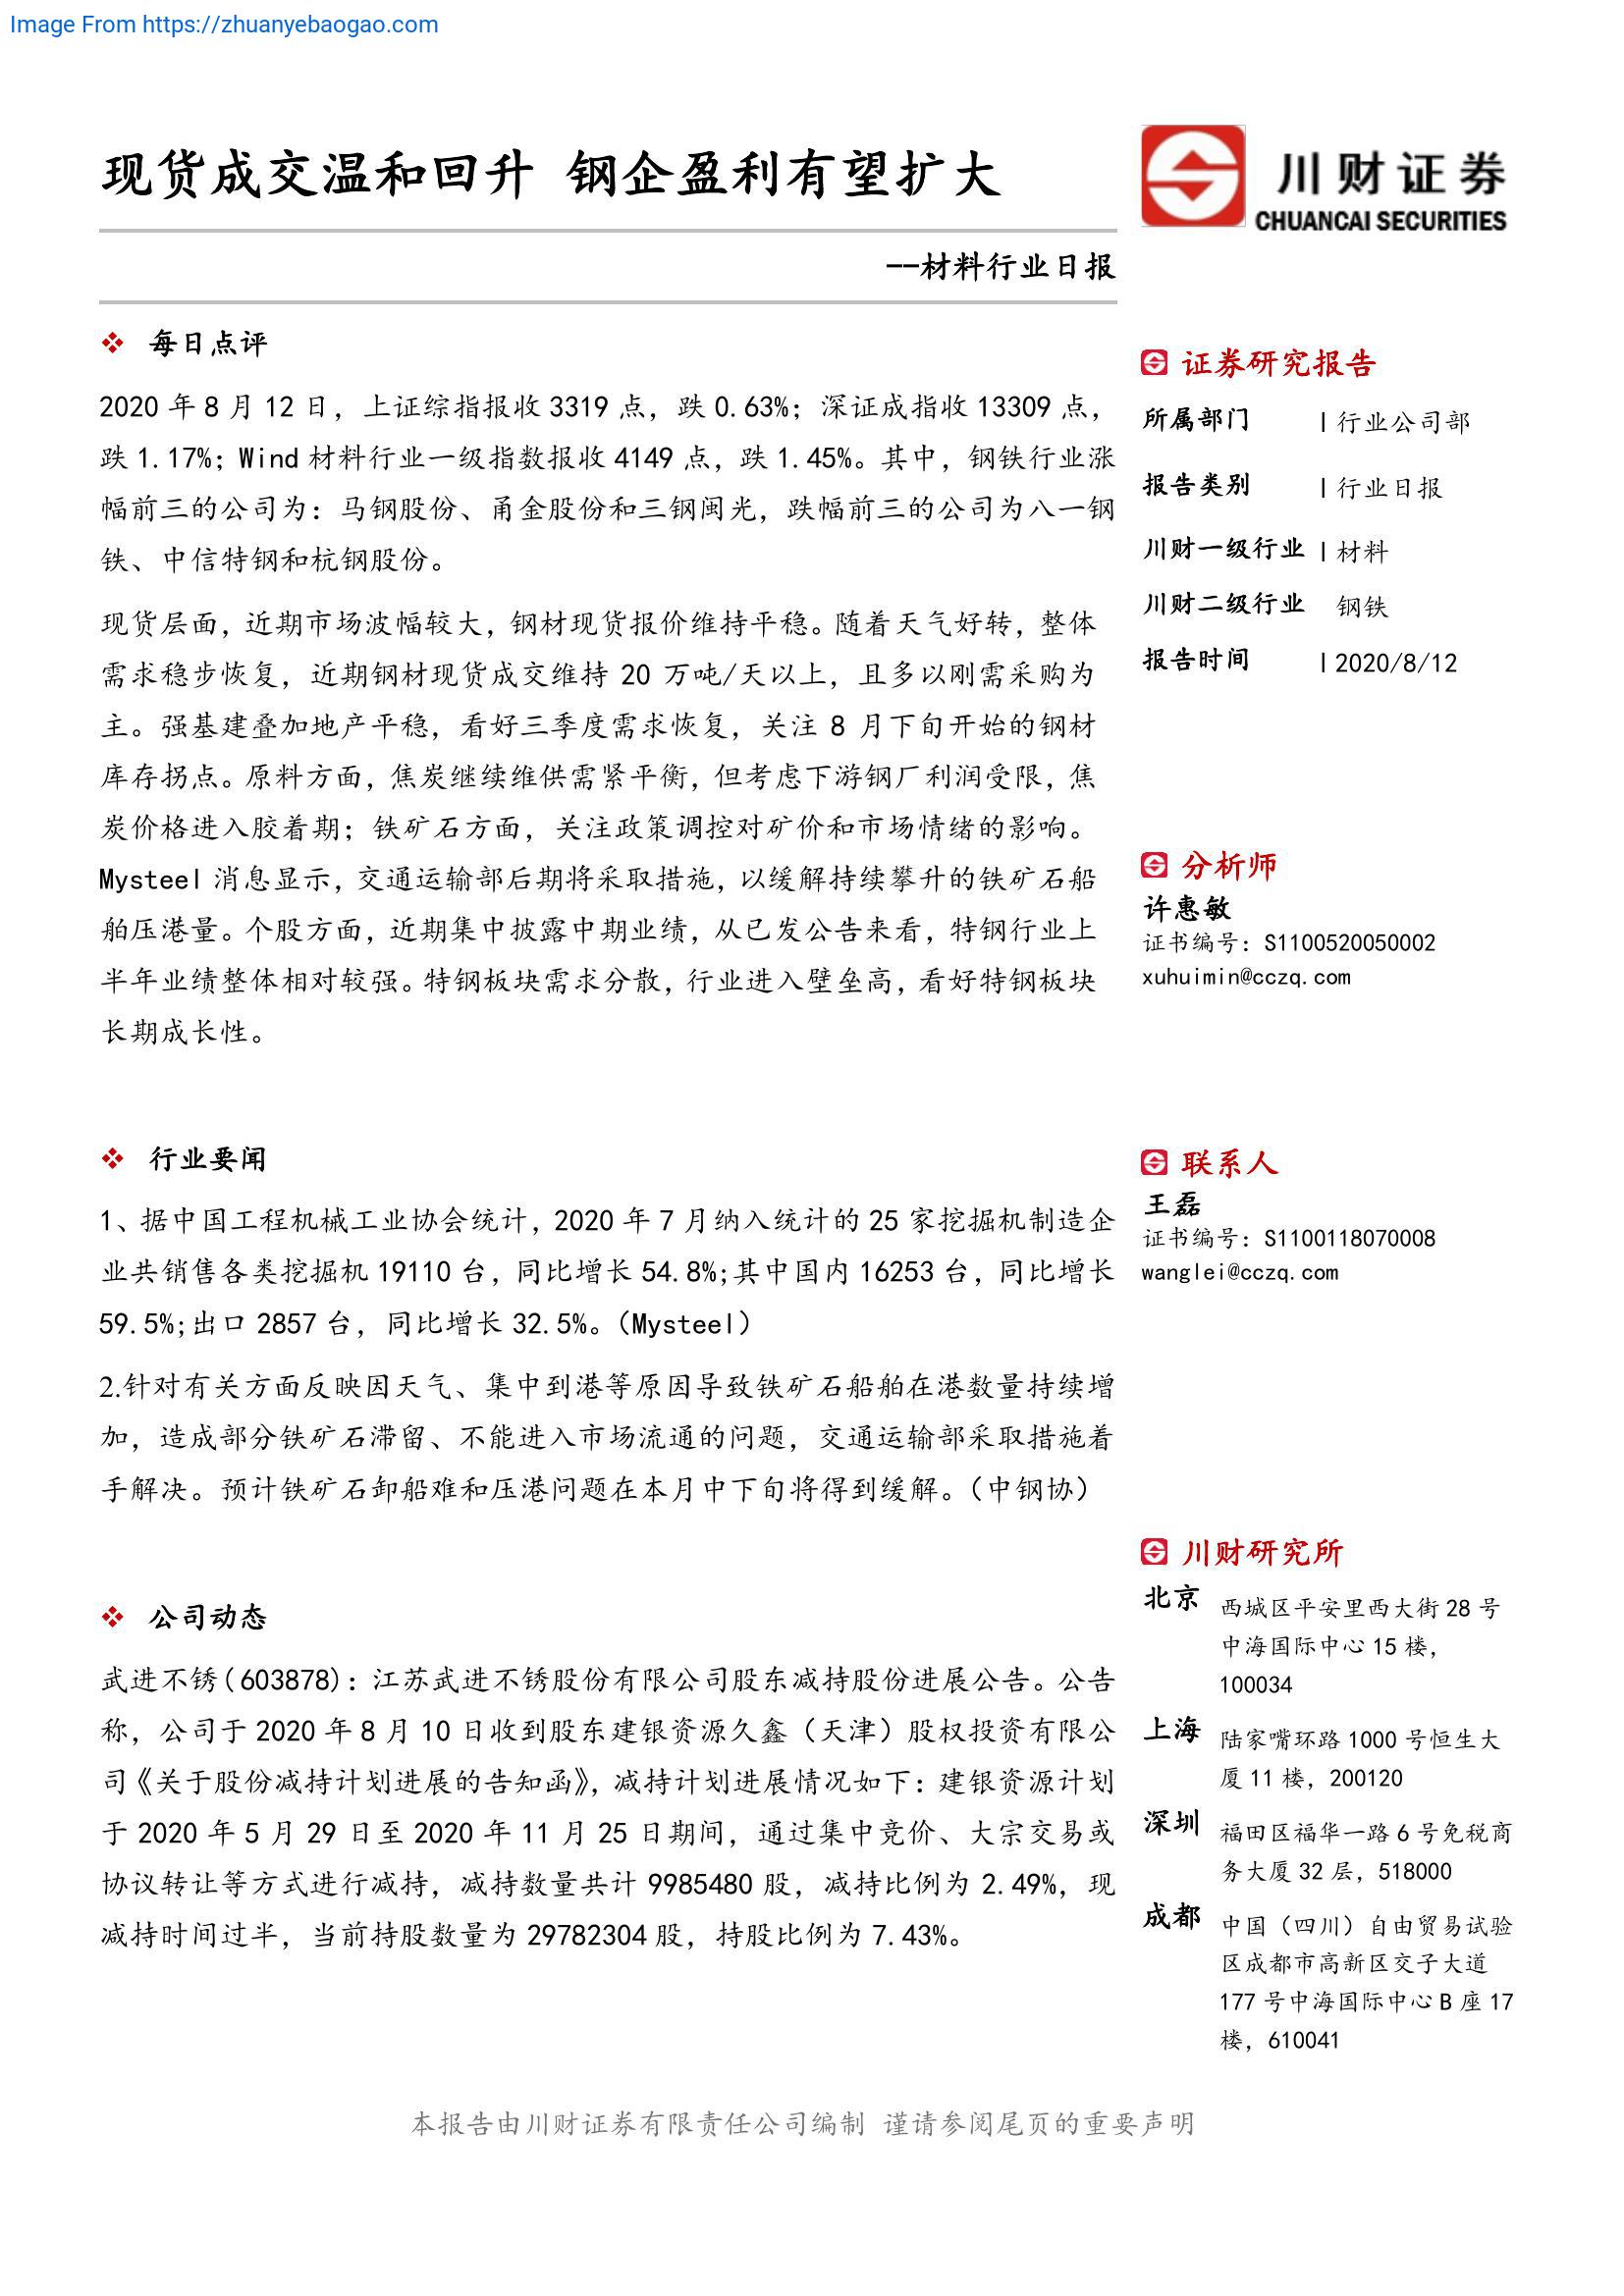 Image From https://zhuanyebaogao.com
现货成交温和回升 钢企盈利有望扩大
川财证券
CHUANCAI SECURITIES
--材料行业日报
每日点评
2020 年 8 月 12 日，上证综指报收 3319 点，跌 0.63%；深证成指收 13309 点，
跌 1.17%；Wind 材料行业一级指数报收 4149 点，跌 1.45%。其中，钢铁行业涨
幅前三的公司为：马钢股份、甬金股份和三钢闽光，跌幅前三的公司为八一钢
铁、中信特钢和杭钢股份。
现货层面，近期市场波幅较大，钢材现货报价维持平稳。随着天气好转，整体
需求稳步恢复，近期钢材现货成交维持 20 万吨/天以上，且多以刚需采购为
主。强基建叠加地产平稳，看好三季度需求恢复，关注 8 月下旬开始的钢材
库存拐点。原料方面，焦炭继续维供需紧平衡，但考虑下游钢厂利润受限，焦
炭价格进入胶着期；铁矿石方面，关注政策调控对矿价和市场情绪的影响。
Mysteel 消息显示，交通运输部后期将采取措施，以缓解持续攀升的铁矿石船
舶压港量。个股方面，近期集中披露中期业绩，从已发公告来看，特钢行业上
半年业绩整体相对较强。特钢板块需求分散，行业进入壁垒高，看好特钢板块
长期成长性。
行业要闻
1、据中国工程机械工业协会统计，2020 年 7 月纳入统计的 25 家挖掘机制造企
业共销售各类挖掘机 19110 台，同比增长 54.8%;其中国内 16253 台，同比增长
59.5%;出口 2857 台，同比增长 32.5%。（Mysteel）
2.针对有关方面反映因天气、集中到港等原因导致铁矿石船舶在港数量持续增
加，造成部分铁矿石滞留、不能进入市场流通的问题，交通运输部采取措施着
手解决。预计铁矿石卸船难和压港问题在本月中下旬将得到缓解。（中钢协）
公司动态
武进不锈（603878）：江苏武进不锈股份有限公司股东减持股份进展公告。公告
称，公司于 2020 年 8 月 10 日收到股东建银资源久鑫（天津）股权投资有限公
司《关于股份减持计划进展的告知函》，减持计划进展情况如下：建银资源计划
于 2020 年 5 月 29 日至 2020 年 11 月 25 日期间，通过集中竞价、大宗交易或
协议转让等方式进行减持，减持数量共计 9985480 股，减持比例为 2.49%，现
减持时间过半，当前持股数量为 29782304 股，持股比例为 7.43%。
证券研究报告
所属部门 | 行业公司部
报告类别 | 行业日报
川财一级行业 | 材料
川财二级行业 钢铁
报告时间 | 2020/8/12
分析师
许惠敏
证书编号：S1100520050002
xuhuimin@cczq.com
联系人
王磊
证书编号：S1100118070008
wanglei@cczq.com
川财研究所
北京 西城区平安里西大街 28 号
中海国际中心 15 楼，
100034
上海 陆家嘴环路 1000 号恒生大
厦 11 楼，200120
深圳 福田区福华一路 6 号免税商
务大厦 32 层，518000
成都 中国（四川）自由贸易试验
区成都市高新区交子大道
177 号中海国际中心 B 座 17
楼，610041
本报告由川财证券有限责任公司编制 谨请参阅尾页的重要声明